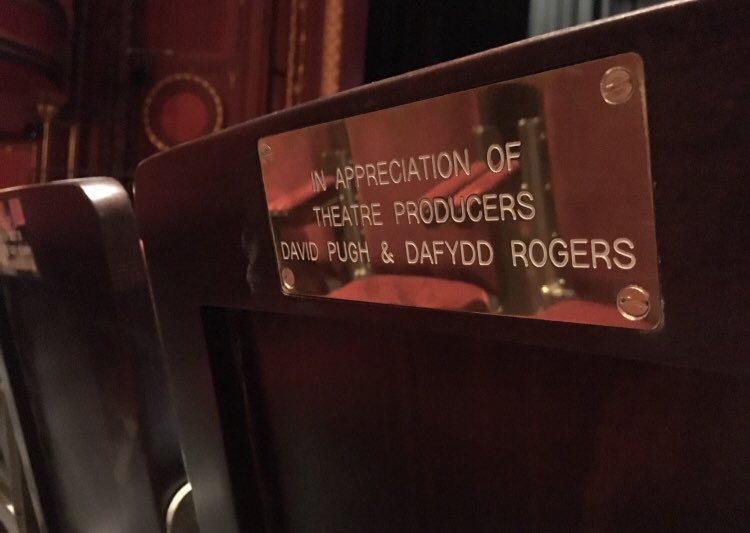 IN APPRECIATION OF
THEATRE PRODUCERS
DAVID PUGH & DAFYDD ROGERS